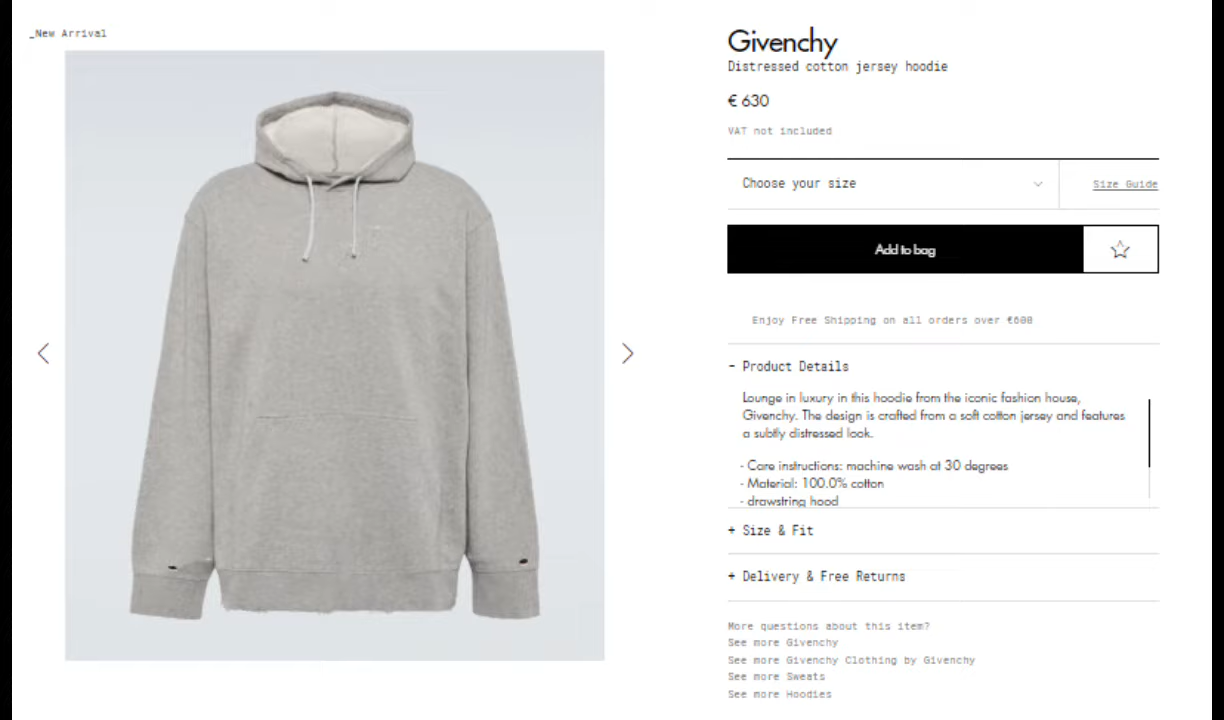 _New Arrival
Givenchy
Distressed cotton jersey hoodie
€ 630
VAT not included
Choose your size
Size Guide
Add to bag
Enjoy Free Shipping on all orders over €600
− Product Details
Lounge in luxury in this hoodie from the iconic fashion house,
Givenchy. The design is crafted from a soft cotton jersey and features
a subtly distressed look.
- Care instructions: machine wash at 30 degrees
- Material: 100.0% cotton
- drawstring hood
+ Size & Fit
+ Delivery & Free Returns
More questions about this item?
See more Givenchy
See more Givenchy Clothing by Givenchy
See more Sweats
See more Hoodies